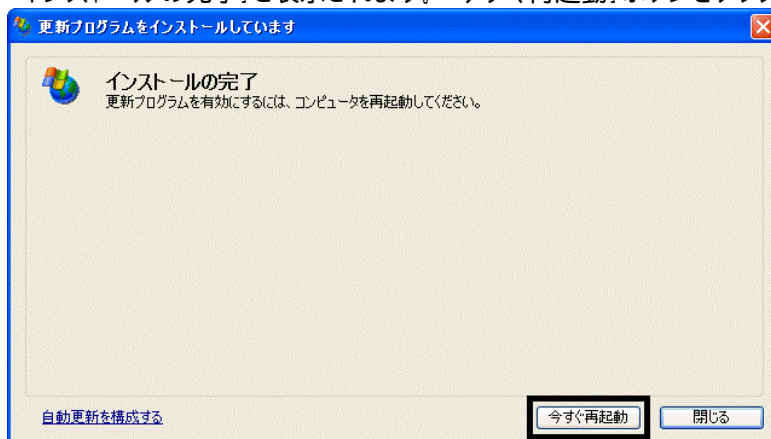 更新プログラムをインストールしています
インストールの完了
更新プログラムを有効にするには、コンピュータを再起動してください。
自動更新を構成する
今すぐ再起動
閉じる